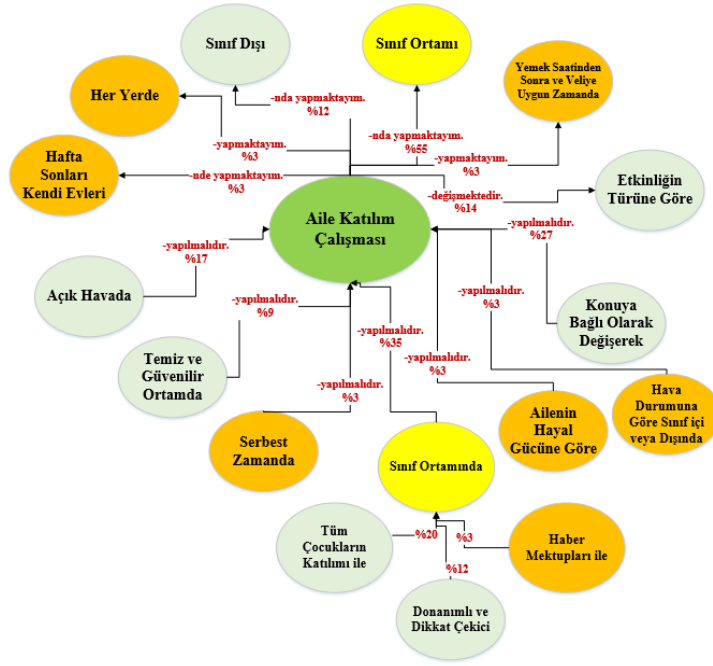 Sınıf Dışı
Sınıf Ortamı
Yemek Saatinden
Sonra ve Veliye
Uygun Zamanda
Her Yerde
-nda yapmaktayım.
%12
-nda yapmaktayım.
%55
-yapmaktayım.
%3
-yapmaktayım.
%3
Hafta
Sonları
Kendi Evleri
-nde yapmaktayım.
%3
-değişmektedir.
%14
Etkinliğin
Türüne Göre
Aile Katılım
Çalışması
-yapılmalıdır.
%17
-yapılmalıdır.
%27
Açık Havada
-yapılmalıdır.
%9
-yapılmalıdır.
%3
Konuya
Bağlı Olarak
Değişerek
-yapılmalıdır.
%35
Temiz ve
Güvenilir
Ortamda
-yapılmalıdır.
%3
-yapılmalıdır.
%3
Serbest
Zamanda
Sınıf Ortamında
Ailenin
Hayal
Gücüne Göre
Hava
Durumuna
Göre Sınıf içi
veya Dışında
Tüm
Çocukların
Katılımı ile
%20
%3
%12
Haber
Mektupları ile
Donanımlı ve
Dikkat Çekici